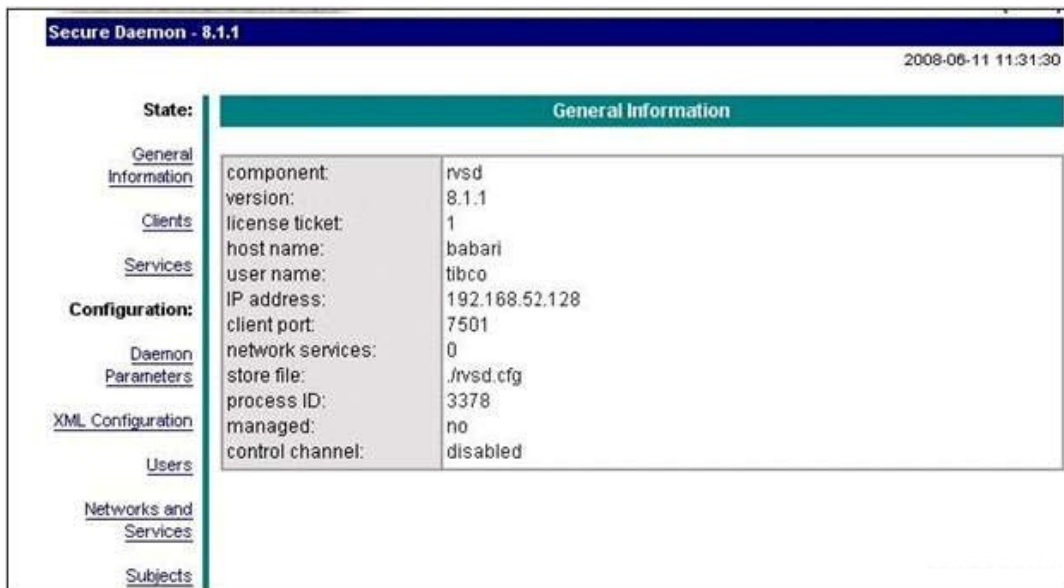 Secure Daemon - 8.1.1
2008-06-11 11:31:30
State:
General
Information
Clients
Services
Configuration:
Daemon
Parameters
XML Configuration
Users
Networks and
Services
Subjects
General Information
component: rvsd
version: 8.1.1
license ticket: 1
host name: babari
user name: tibco
IP address: 192.168.52.128
client port: 7501
network services: 0
store file: ./rvsd.cfg
process ID: 3378
managed: no
control channel: disabled